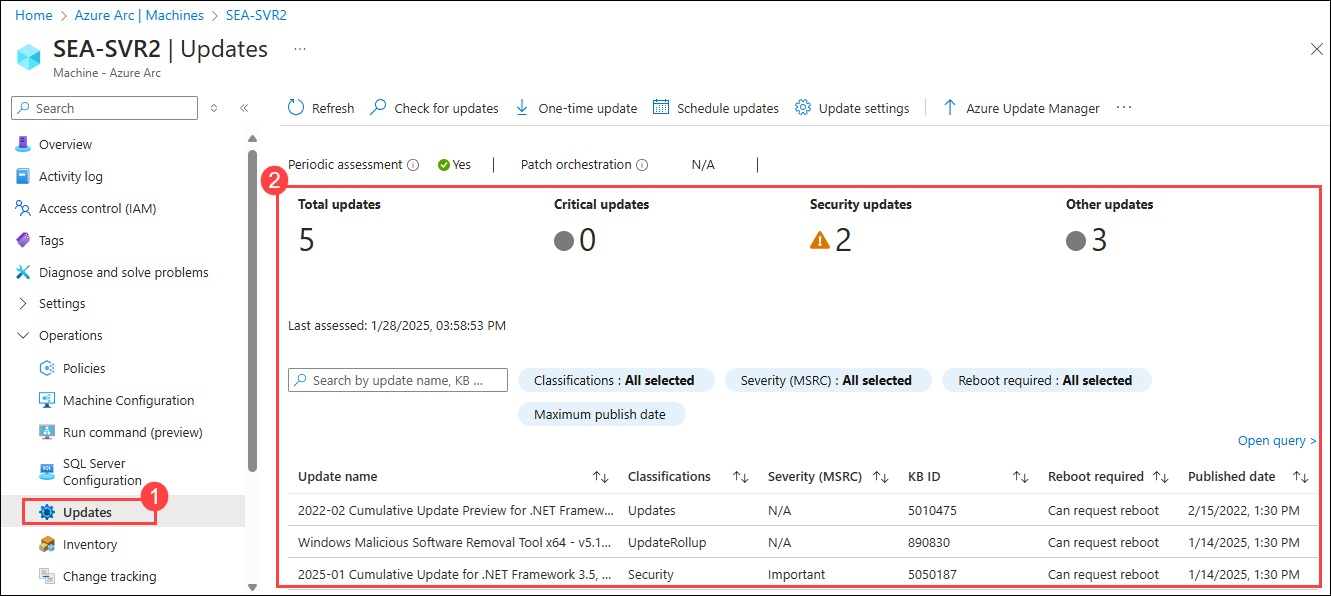 Home > Azure Arc | Machines > SEA-SVR2
SEA-SVR2 | Updates ...
Machine - Azure Arc
Search
Refresh Check for updates One-time update Schedule updates Update settings Azure Update Manager ...
Overview
Activity log
Access control (IAM)
Tags
Diagnose and solve problems
Settings
Operations
Policies
Machine Configuration
Run command (preview)
SQL Server
Configuration
1
Updates
Inventory
Change tracking
Periodic assessment Yes | Patch orchestration N/A |
2
Total updates Critical updates Security updates Other updates
5 0 2 3
Last assessed: 1/28/2025, 03:58:53 PM
Search by update name, KB ... Classifications : All selected Severity (MSRC) : All selected Reboot required : All selected
Maximum publish date
Open query >
Update name Classifications Severity (MSRC) KB ID Reboot required Published date
2022-02 Cumulative Update Preview for .NET Framew... Updates N/A 5010475 Can request reboot 2/15/2022, 1:30 PM
Windows Malicious Software Removal Tool x64 - v5.1... UpdateRollup N/A 890830 Can request reboot 1/14/2025, 1:30 PM
2025-01 Cumulative Update for .NET Framework 3.5, ... Security Important 5050187 Can request reboot 1/14/2025, 1:30 PM